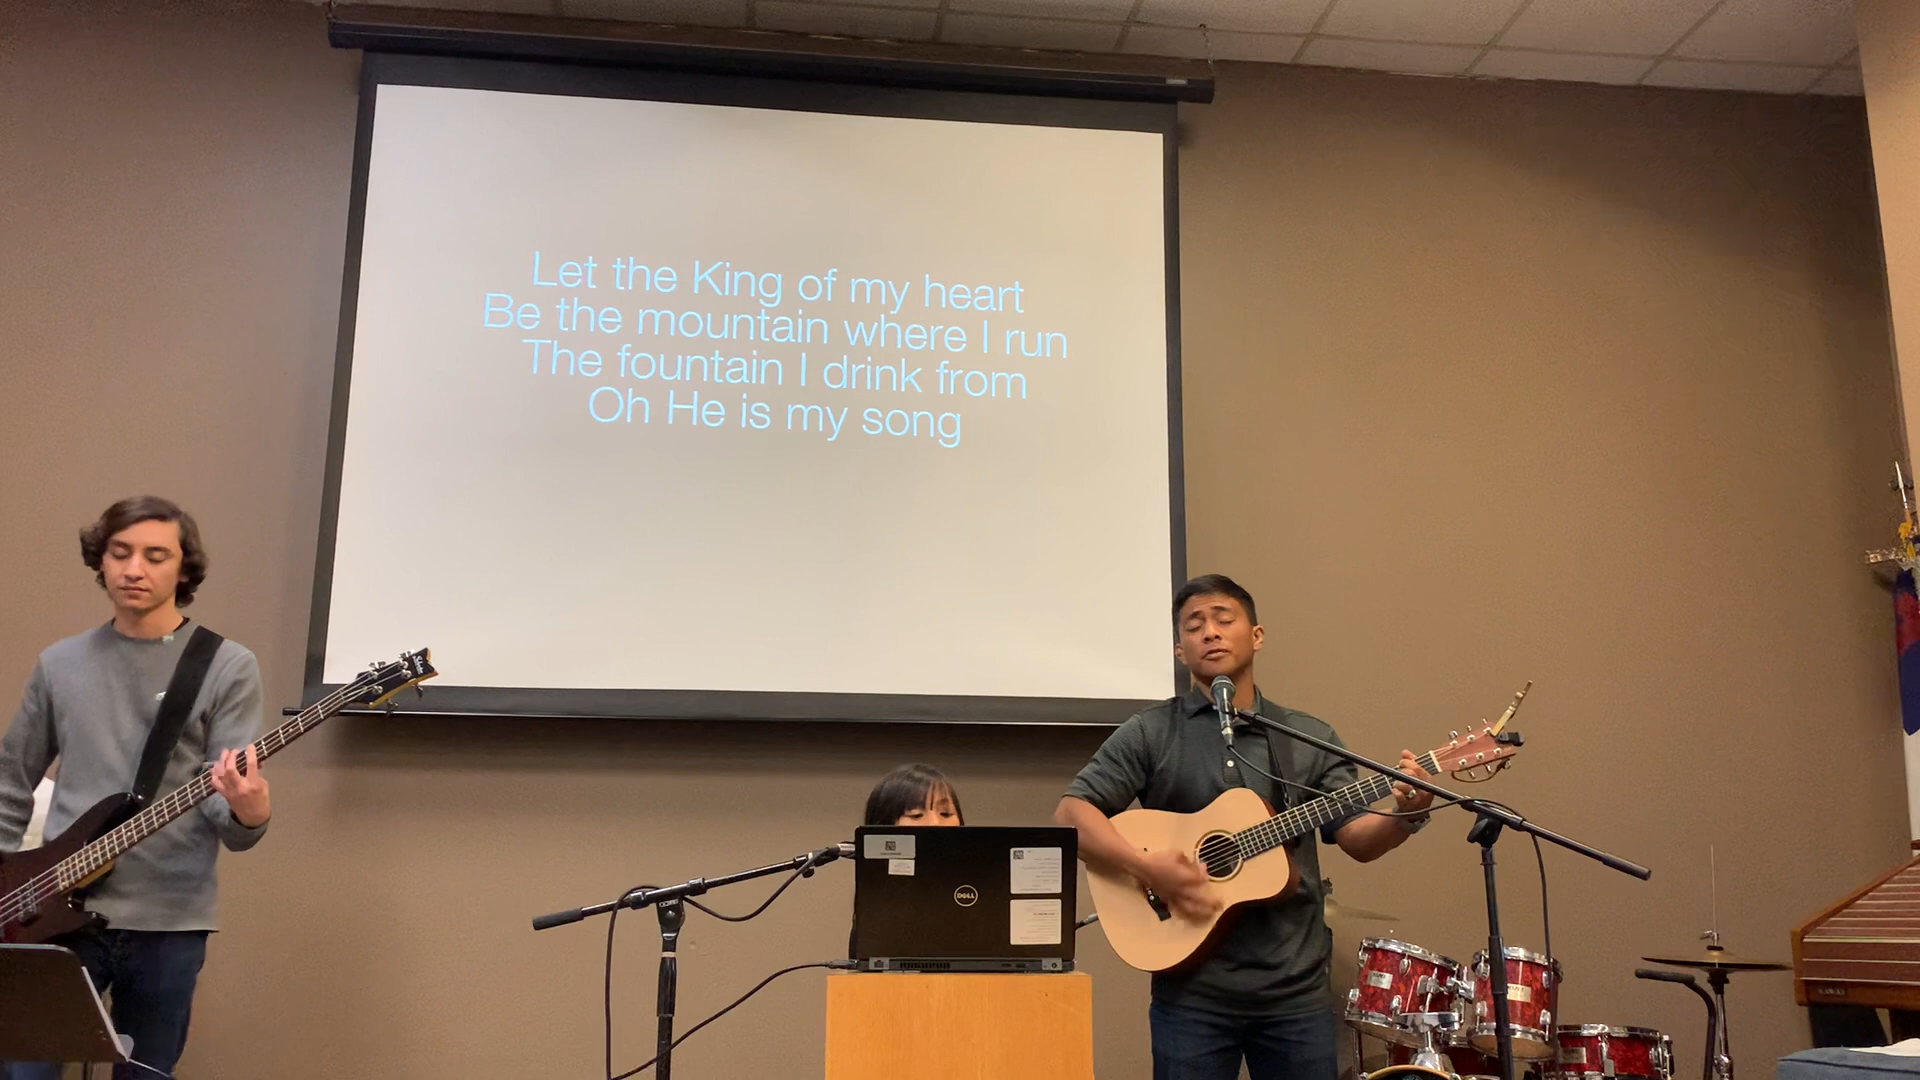 Let the King of my heart
Be the mountain where I run
The fountain I drink from
Oh He is my song
DELL